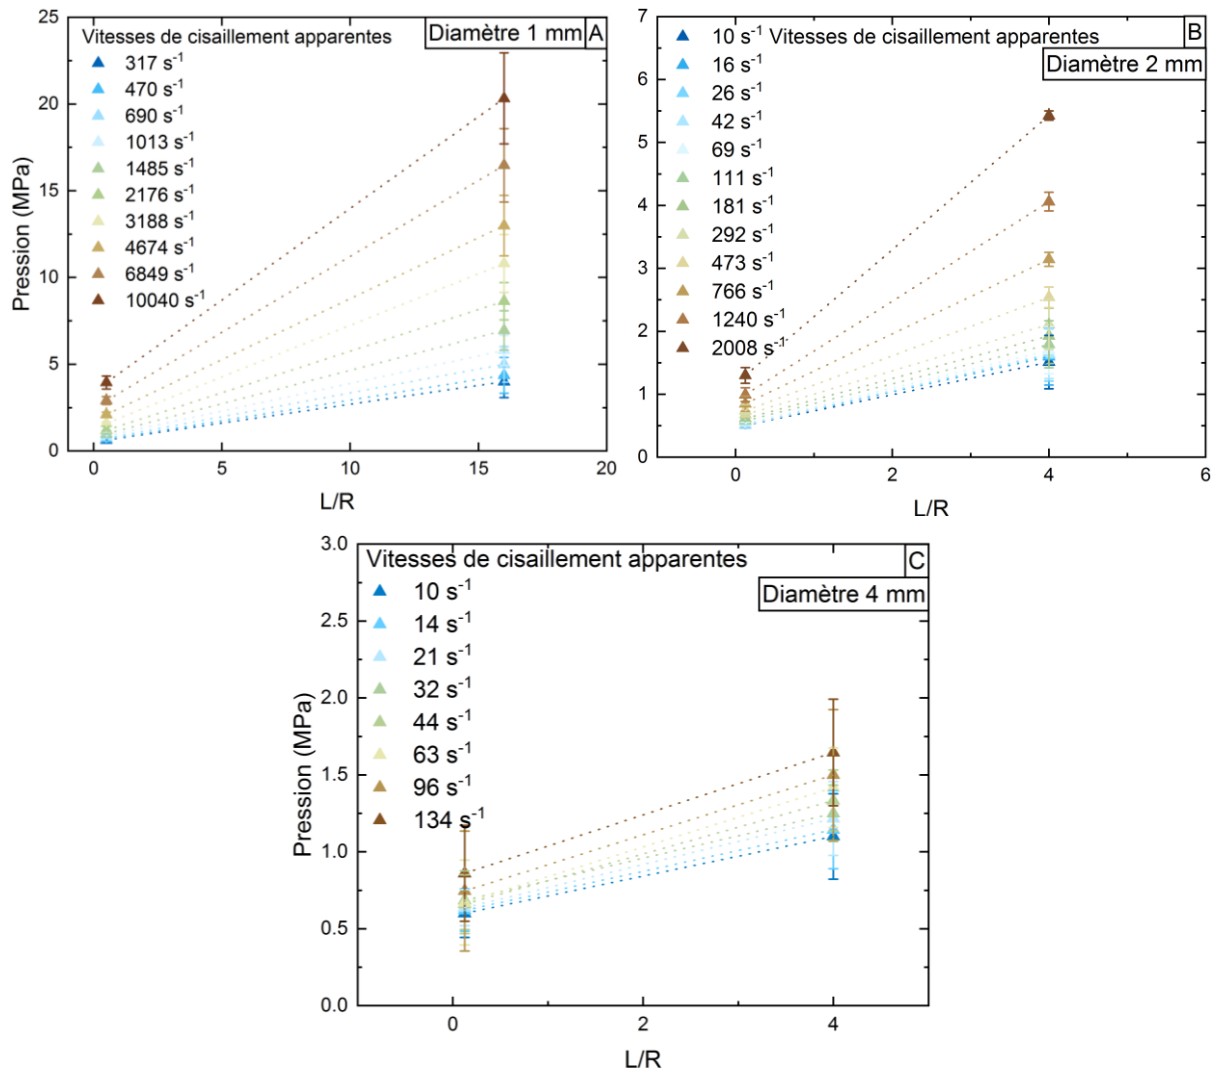 Vitesses de cisaillement apparentes
Diamètre 1 mm
A
317 s⁻¹
470 s⁻¹
690 s⁻¹
1013 s⁻¹
1485 s⁻¹
2176 s⁻¹
3188 s⁻¹
4674 s⁻¹
6849 s⁻¹
10040 s⁻¹
25
20
15
10
5
0
Pression (MPa)
0
5
10
15
20
L/R
Vitesses de cisaillement apparentes
B
Diamètre 2 mm
10 s⁻¹
16 s⁻¹
26 s⁻¹
42 s⁻¹
69 s⁻¹
111 s⁻¹
181 s⁻¹
292 s⁻¹
473 s⁻¹
766 s⁻¹
1240 s⁻¹
2008 s⁻¹
7
6
5
4
3
2
1
0
0
2
4
6
L/R
Vitesses de cisaillement apparentes
C
Diamètre 4 mm
10 s⁻¹
14 s⁻¹
21 s⁻¹
32 s⁻¹
44 s⁻¹
63 s⁻¹
96 s⁻¹
134 s⁻¹
3.0
2.5
2.0
1.5
1.0
0.5
0.0
Pression (MPa)
0
2
4
L/R